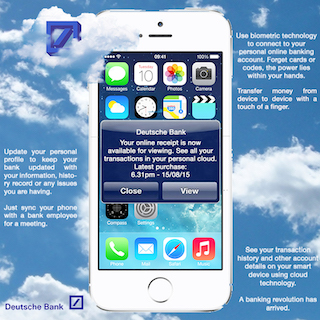 09:41
100%
Messages
Calendar
Photos
Camera
Deutsche Bank
Your online receipt is now
available for viewing. See all your
transactions in your personal cloud.
Latest purchase:
6.31pm - 15/08/15
Close
View
Compass
Settings
Phone
Mail
Safari
Music
Use biometric technology
to connect to your
personal online banking
account. Forget cards or
codes, the power lies
within your hands.
Transfer money from
device to device with a
touch of a finger.
Update your personal
profile to keep your
bank updated with
your information, histo-
ry record or any issues
you are having.
Just sync your phone
with a bank employee
for a meeting.
See your transaction
history and other account
details on your smart
device using cloud
technology.
A banking revolution has
arrived.
Deutsche Bank